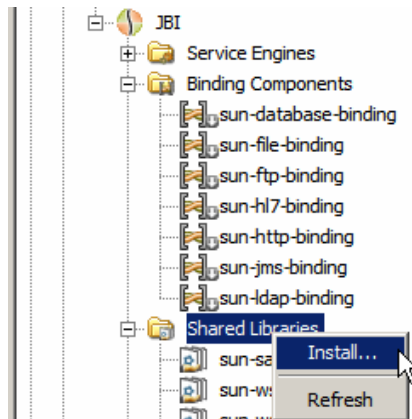 JBI
Service Engines
Binding Components
sun-database-binding
sun-file-binding
sun-ftp-binding
sun-hl7-binding
sun-http-binding
sun-jms-binding
sun-ldap-binding
Shared Libraries
Install...
Refresh